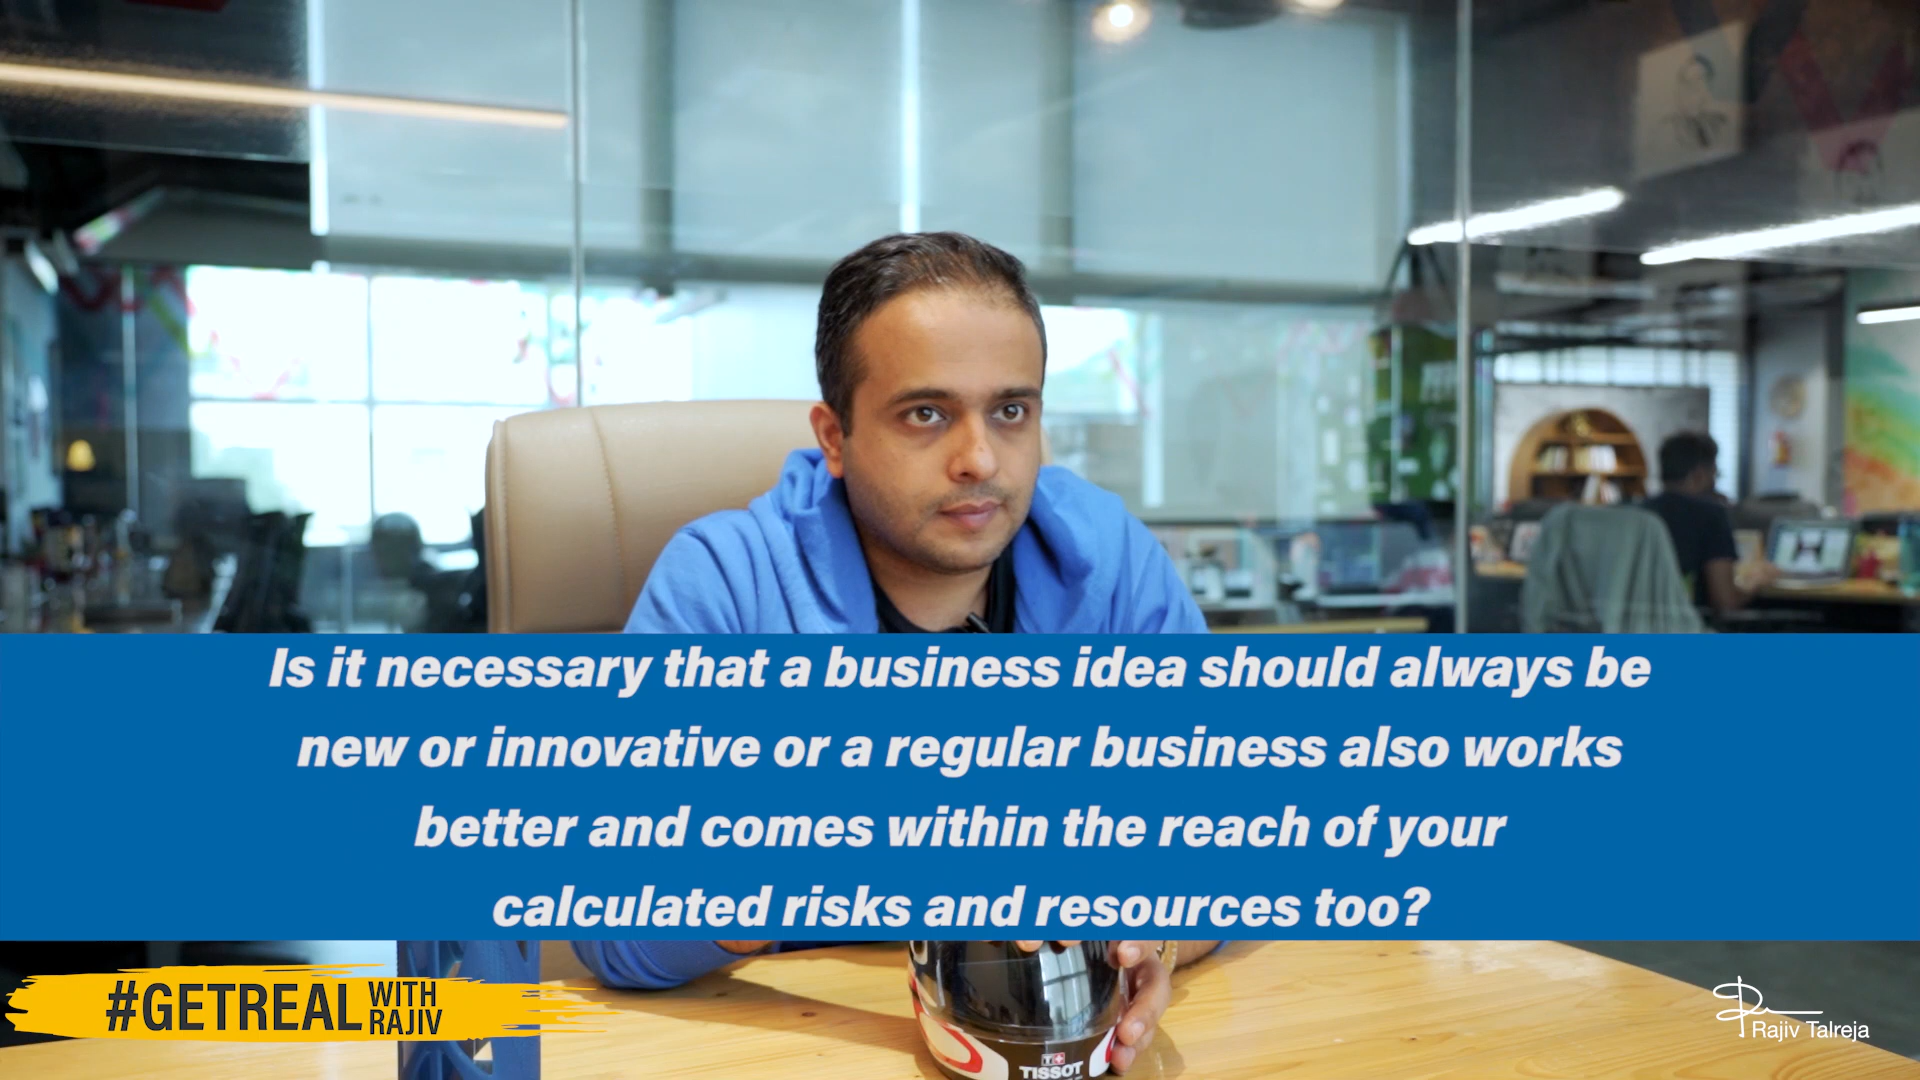 Is it necessary that a business idea should always be
new or innovative or a regular business also works
better and comes within the reach of your
calculated risks and resources too?
#GETREAL WITH
RAJIV
Rajiv Talreja
TISSOT